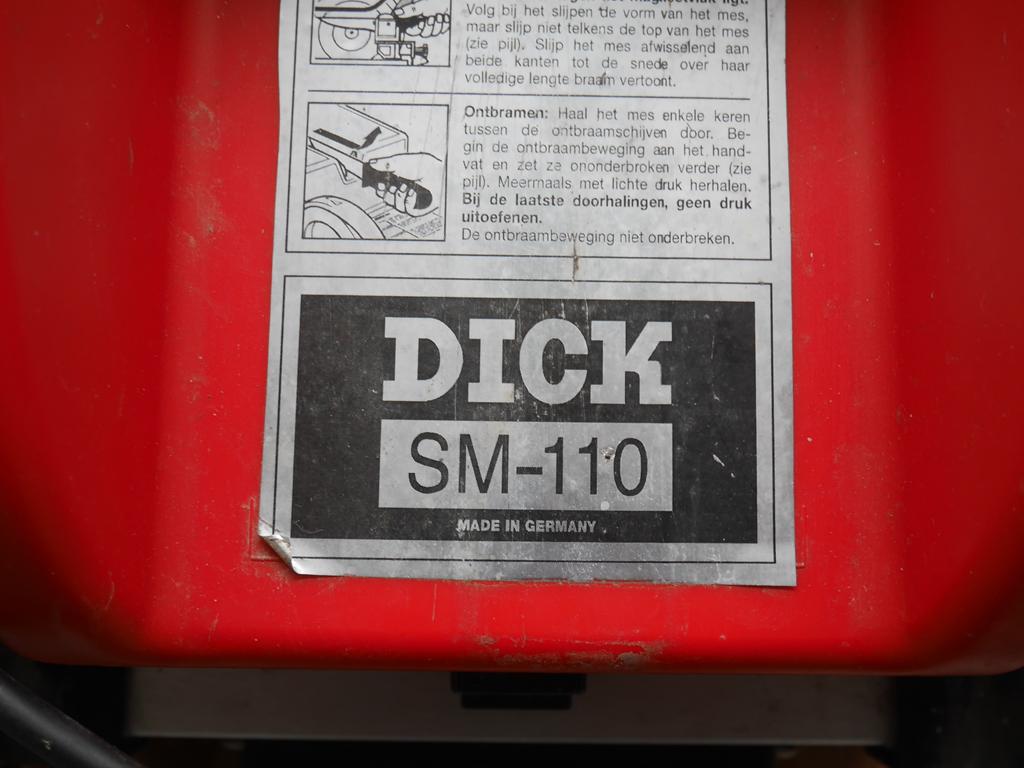 Volg bij het slijpen de vorm van het mes,
maar slijp niet telkens de top van het mes
(zie pijl). Slijp het mes afwisselend aan
beide kanten tot de snede over haar
volledige lengte braam vertoont.
Ontbramen: Haal het mes enkele keren
tussen de ontbraamschijven door. Be-
gin de ontbraambeweging aan het hand-
vat en zet ze ononderbroken verder (zie
pijl). Meermaals met lichte druk herhalen.
Bij de laatste doorhalingen, geen druk
uitoefenen.
De ontbraambeweging niet onderbreken.
DICK
SM-110
MADE IN GERMANY